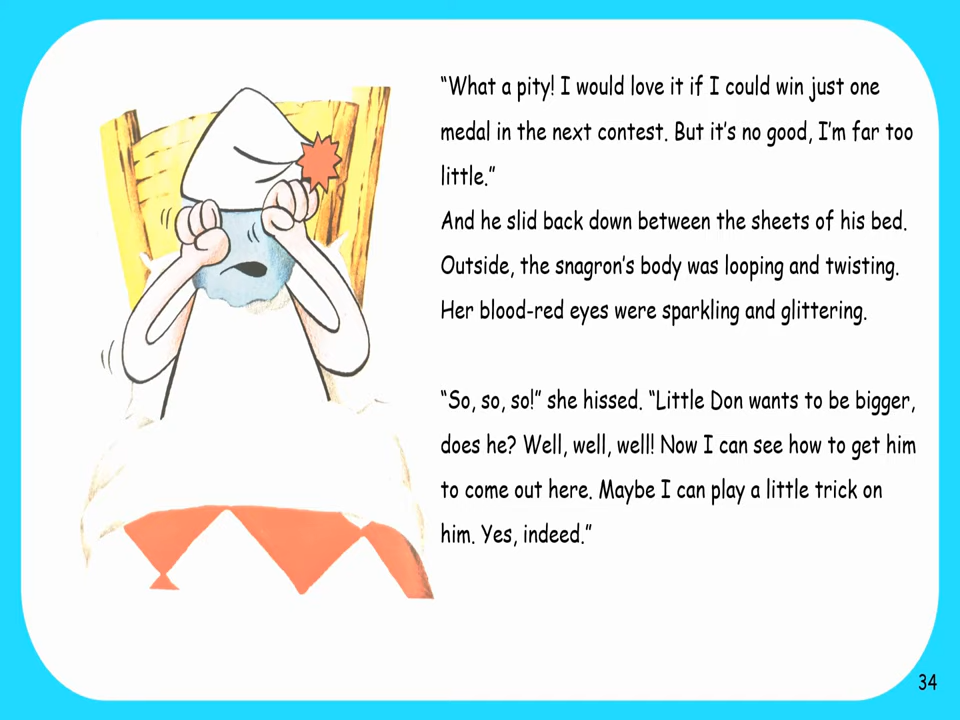 “What a pity! I would love it if I could win just one
medal in the next contest. But it’s no good, I’m far too
little.”
And he slid back down between the sheets of his bed.
Outside, the snagron’s body was looping and twisting.
Her blood-red eyes were sparkling and glittering.
“So, so, so!” she hissed. “Little Don wants to be bigger,
does he? Well, well, well! Now I can see how to get him
to come out here. Maybe I can play a little trick on
him. Yes, indeed.”
34